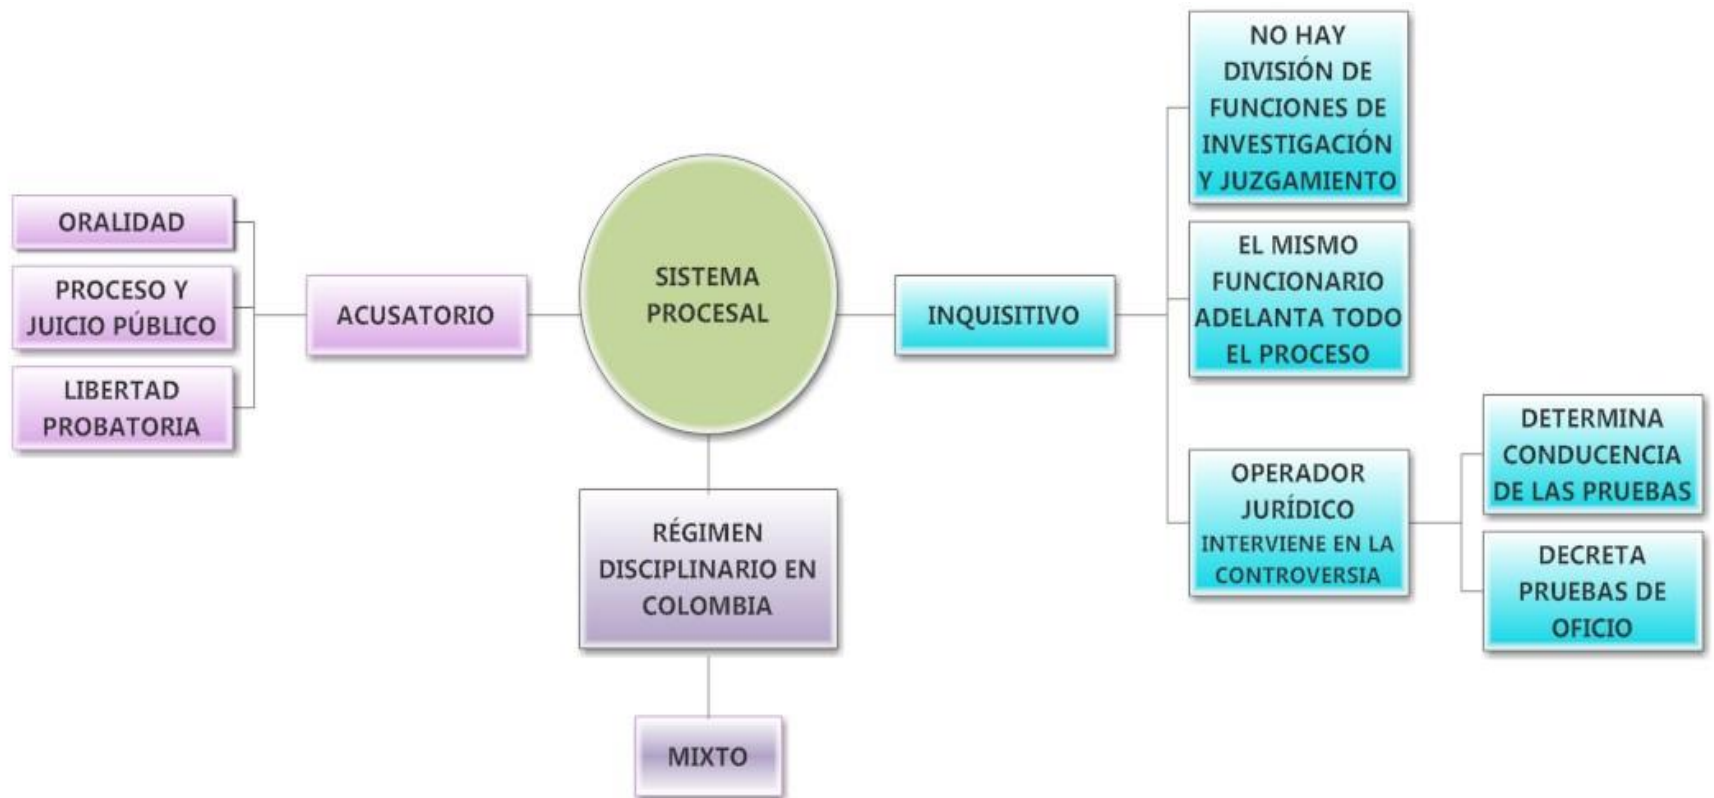 ORALIDAD
PROCESO Y
JUICIO PÚBLICO
LIBERTAD
PROBATORIA
ACUSATORIO
SISTEMA
PROCESAL
RÉGIMEN
DISCIPLINARIO EN
COLOMBIA
MIXTO
INQUISITIVO
NO HAY
DIVISIÓN DE
FUNCIONES DE
INVESTIGACIÓN
Y JUZGAMIENTO
EL MISMO
FUNCIONARIO
ADELANTA TODO
EL PROCESO
OPERADOR
JURÍDICO
INTERVIENE EN LA
CONTROVERSIA
DETERMINA
CONDUCENCIA
DE LAS PRUEBAS
DECRETA
PRUEBAS DE
OFICIO